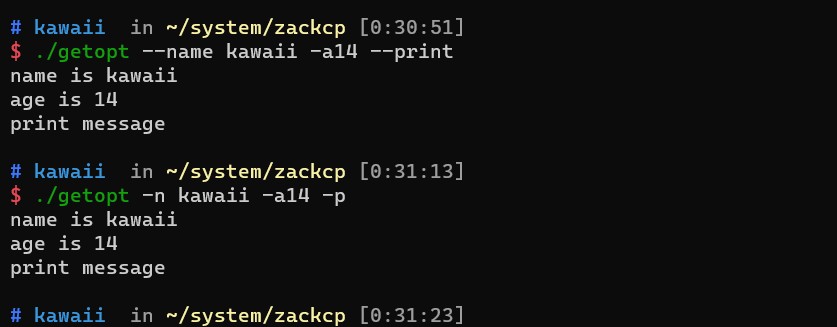 # kawaii  in ~/system/zackcp [0:30:51]
$ ./getopt --name kawaii -a14 --print
name is kawaii
age is 14
print message
# kawaii  in ~/system/zackcp [0:31:13]
$ ./getopt -n kawaii -a14 -p
name is kawaii
age is 14
print message
# kawaii  in ~/system/zackcp [0:31:23]